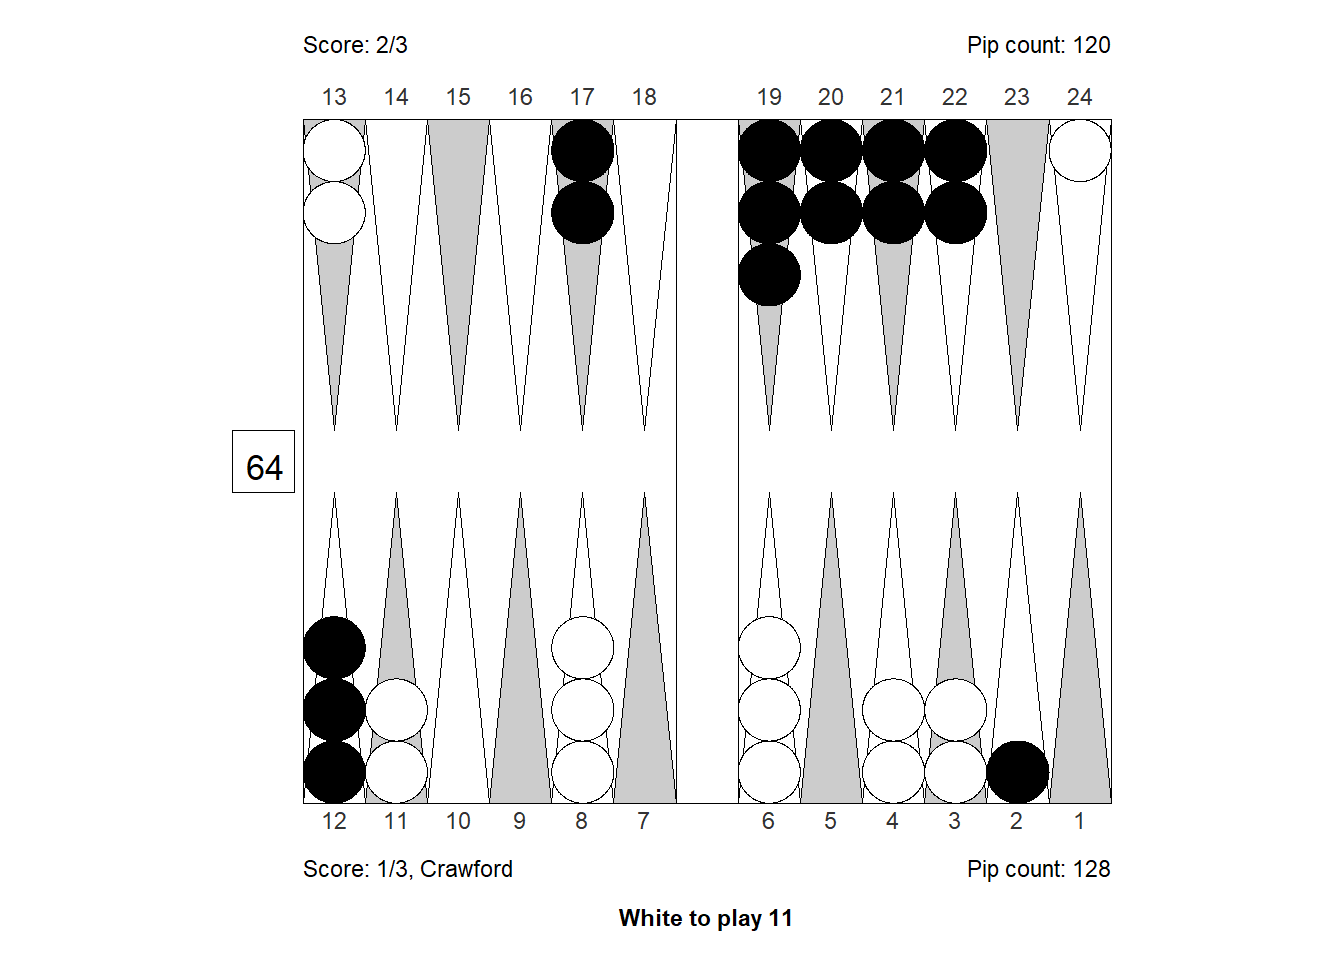 Score: 2/3 Pip count: 120
13 14 15 16 17 18 19 20 21 22 23 24
64
12 11 10 9 8 7 6 5 4 3 2 1
Score: 1/3, Crawford Pip count: 128
White to play 11